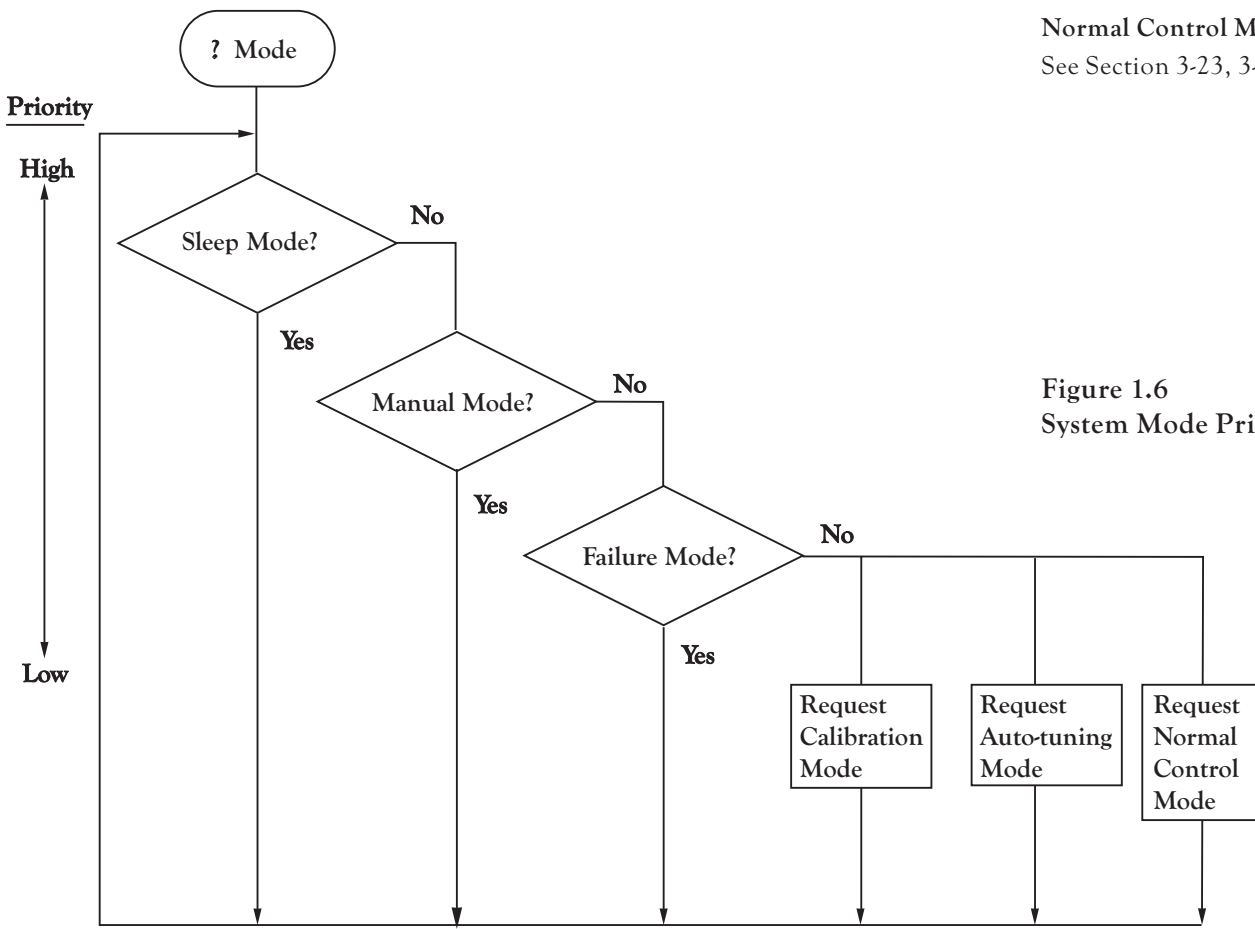 ? Mode
Normal Control M
See Section 3-23, 3-
Priority
High
No
Sleep Mode?
Yes
No
Manual Mode?
Figure 1.6
System Mode Pri
Yes
No
Failure Mode?
Yes
Low
Request
Calibration
Mode
Request
Auto-tuning
Mode
Request
Normal
Control
Mode